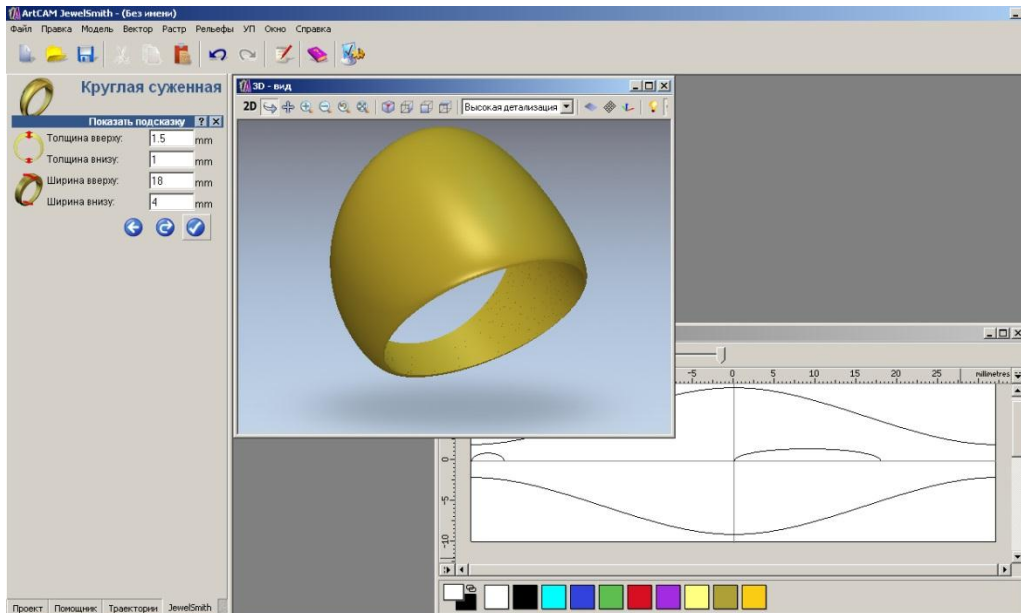 ArtCAM JewelSmith - (Без имени)
Файл Правка Модель Вектор Растр Рельефы УП Окно Справка
Круглая суженная
Показать подсказку ? X
Толщина вверху: 1.5 mm
Толщина внизу: 1 mm
Ширина вверху: 18 mm
Ширина внизу: 4 mm
3D - вид
2D Высокая детализация
-5 0 5 10 15 20 25 millimetres
0
-5
-10
Проект Помощник Траектории JewelSmith